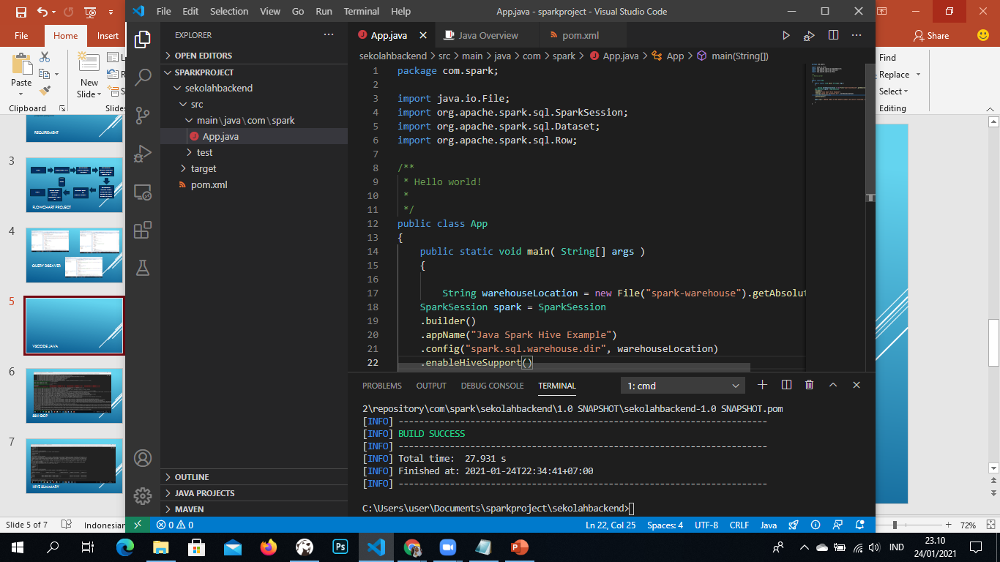 File Edit Selection View Go Run Terminal Help
App.java - sparkproject - Visual Studio Code
File Home Insert
Share
Paste
New
Slide
Clipboard
Slides
Find
Replace
Select
Editing
REQUIREMENT
3
FLOWCHART PROJECT
4
QUERY DBEAVER
5
VSCODE JAVA
6
SSH GCP
7
HIVE SUMMARY
Slide 5 of 7
Indonesian
72%
EXPLORER
OPEN EDITORS
SPARKPROJECT
sekolahbackend
src
main\java\com\spark
App.java
test
target
pom.xml
OUTLINE
JAVA PROJECTS
MAVEN
App.java Java Overview pom.xml
sekolahbackend > src > main > java > com > spark > App.java > App > main(String[])
1 package com.spark;
2
3 import java.io.File;
4 import org.apache.spark.sql.SparkSession;
5 import org.apache.spark.sql.Dataset;
6 import org.apache.spark.sql.Row;
7
8 /**
9 * Hello world!
10 *
11 */
12 public class App
13 {
14 public static void main( String[] args )
15 {
16
17 String warehouseLocation = new File("spark-warehouse").getAbsolut
18 SparkSession spark = SparkSession
19 .builder()
20 .appName("Java Spark Hive Example")
21 .config("spark.sql.warehouse.dir", warehouseLocation)
22 .enableHiveSupport()
PROBLEMS OUTPUT DEBUG CONSOLE TERMINAL
1: cmd
2\repository\com\spark\sekolahbackend\1.0 SNAPSHOT\sekolahbackend-1.0 SNAPSHOT.pom
[INFO] ------------------------------------------------------------------------
[INFO] BUILD SUCCESS
[INFO] ------------------------------------------------------------------------
[INFO] Total time:  27.931 s
[INFO] Finished at: 2021-01-24T22:34:41+07:00
[INFO] ------------------------------------------------------------------------
C:\Users\user\Documents\sparkproject\sekolahbackend>
0 0
Ln 22, Col 25 Spaces: 4 UTF-8 CRLF Java
Ps
IND
23.10
24/01/2021